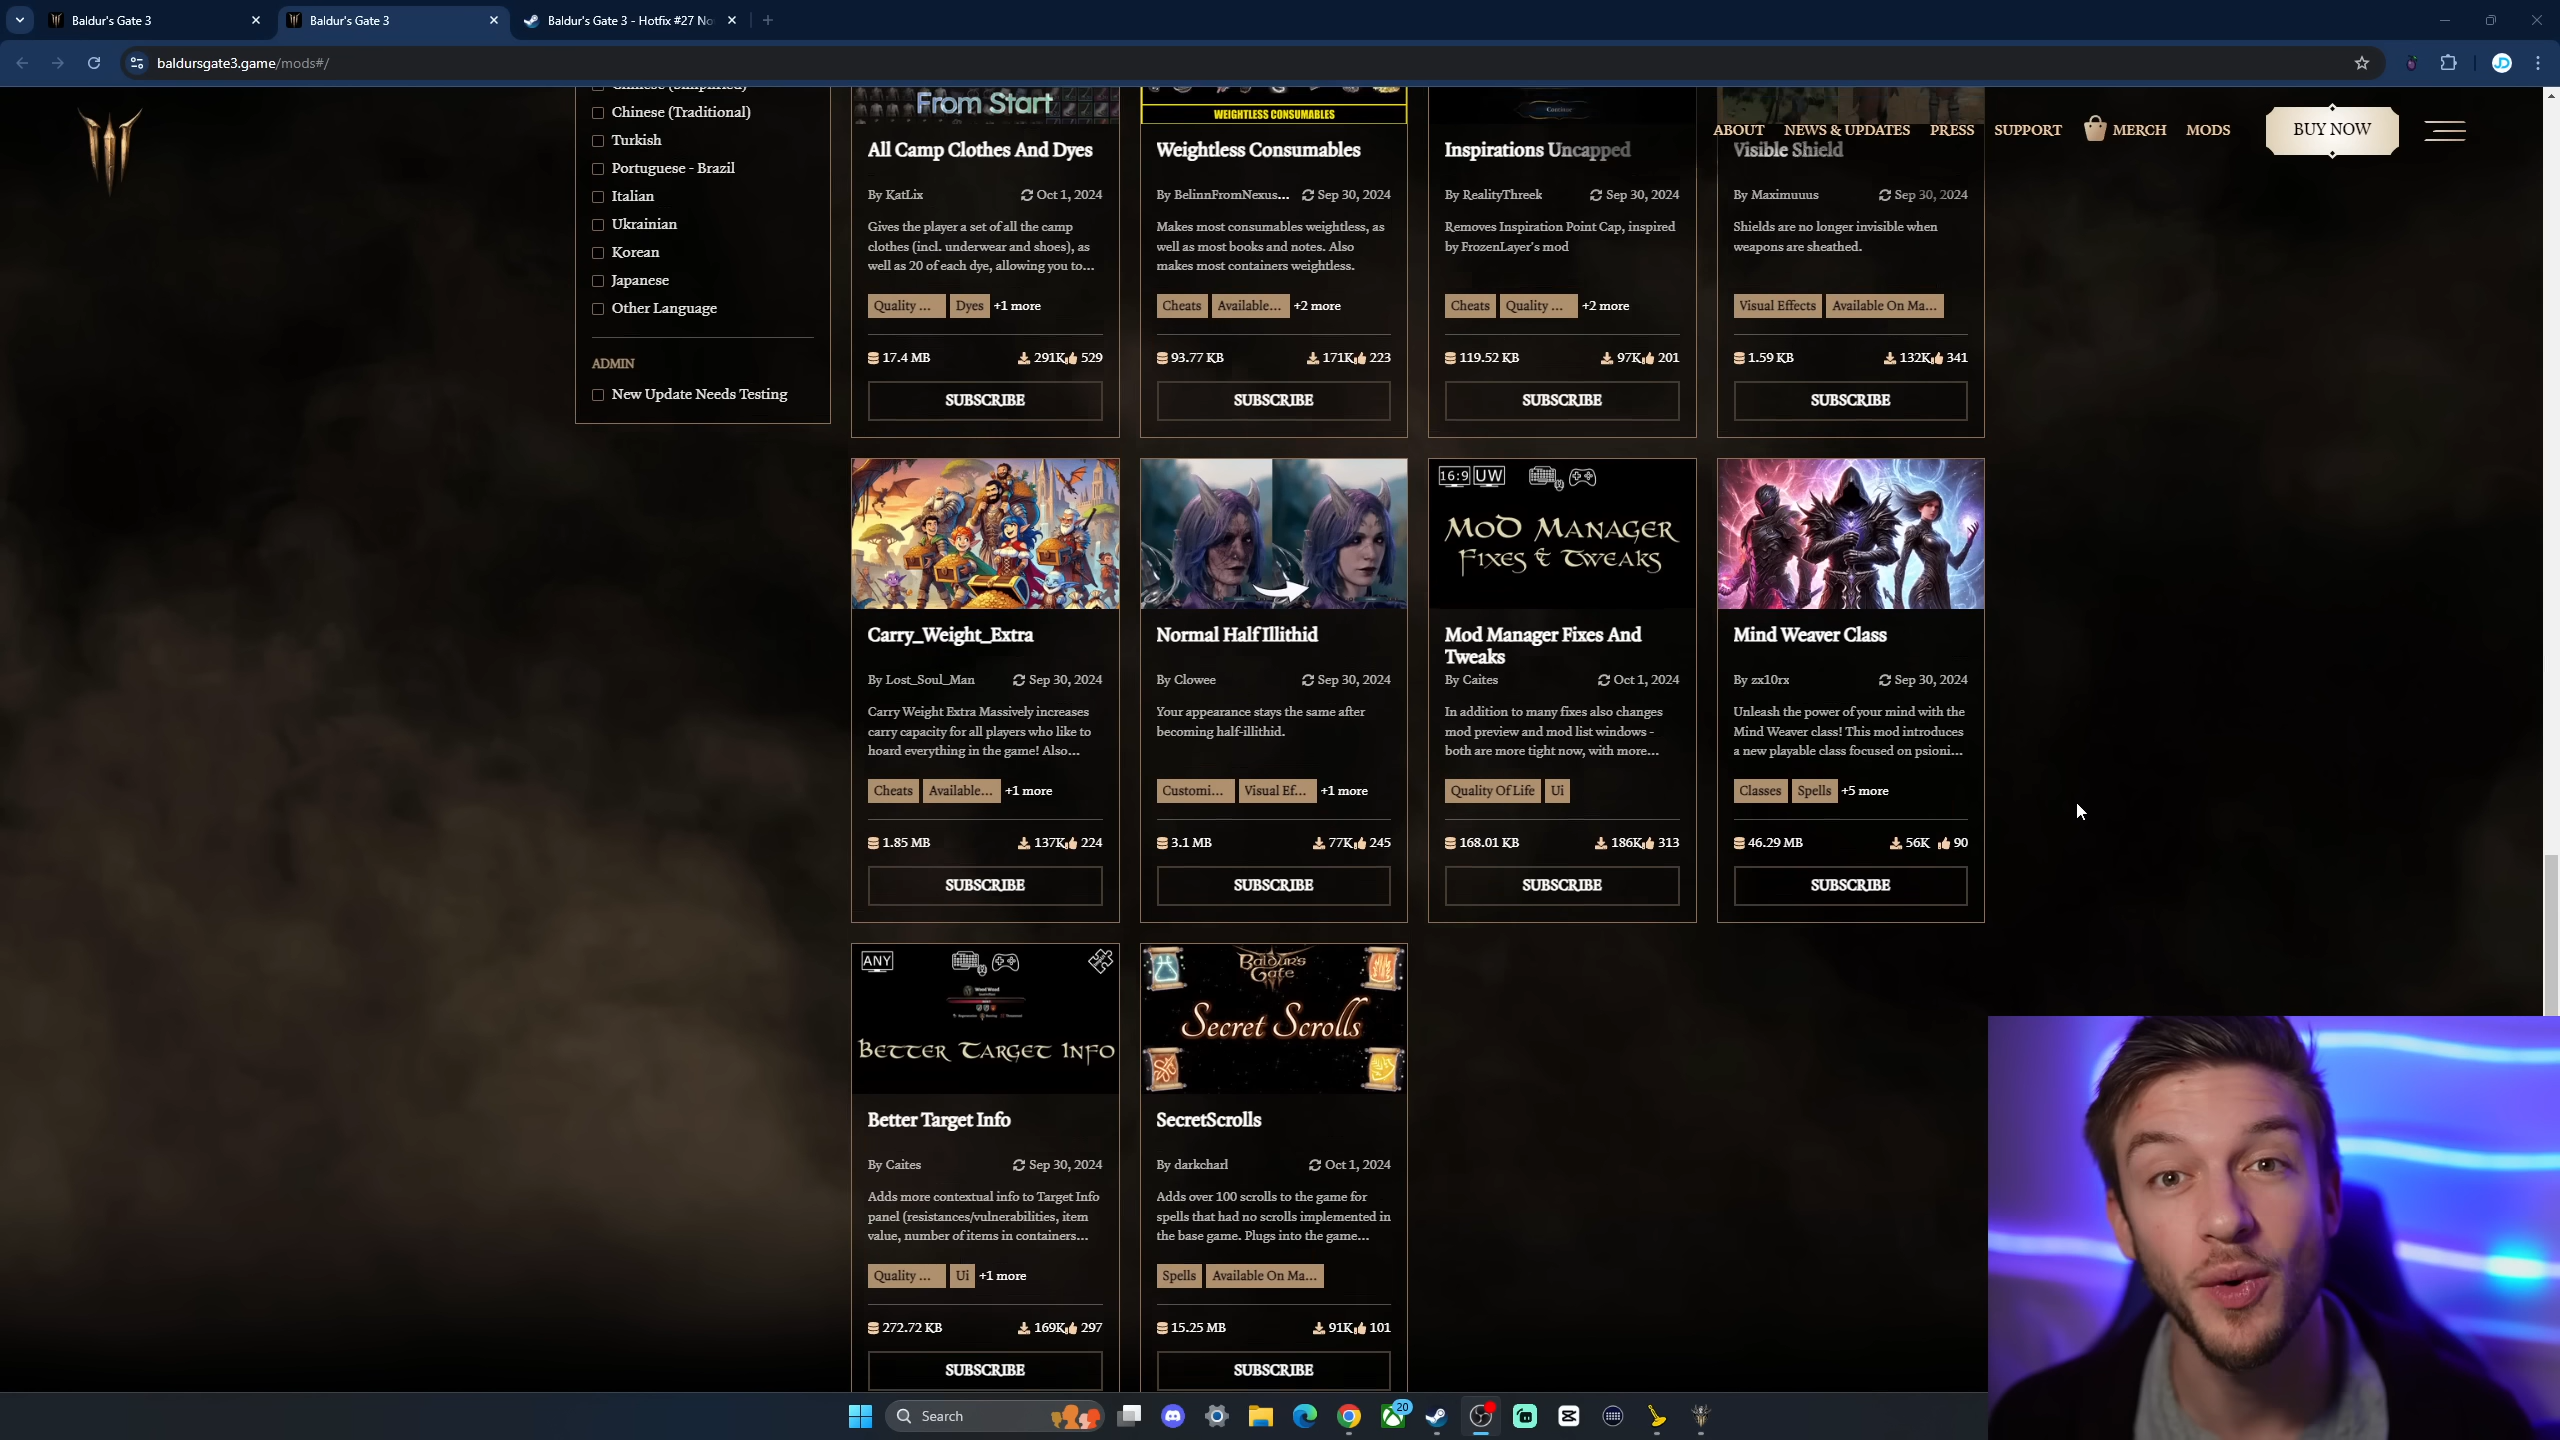 Baldur's Gate 3
Baldur's Gate 3
Baldur's Gate 3 - Hotfix #27 No
baldursgate3.game/mods#/
ABOUT
NEWS & UPDATES
PRESS
SUPPORT
MERCH
MODS
BUY NOW
Chinese (Simplified)
Chinese (Traditional)
Turkish
Portuguese - Brazil
Italian
Ukrainian
Korean
Japanese
Other Language
ADMIN
New Update Needs Testing
From Start
All Camp Clothes And Dyes
By KatLix
Oct 1, 2024
Gives the player a set of all the camp
clothes (incl. underwear and shoes), as
well as 20 of each dye, allowing you to...
Quality ...
Dyes
+1 more
17.4 MB
291K
529
SUBSCRIBE
WEIGHTLESS CONSUMABLES
Weightless Consumables
By BelinnFromNexus...
Sep 30, 2024
Makes most consumables weightless, as
well as most books and notes. Also
makes most containers weightless.
Cheats
Available...
+2 more
93.77 KB
171K
223
SUBSCRIBE
Inspirations Uncapped
By RealityThreek
Sep 30, 2024
Removes Inspiration Point Cap, inspired
by FrozenLayer's mod
Cheats
Quality ...
+2 more
119.52 KB
97K
201
SUBSCRIBE
Visible Shield
By Maximuuus
Sep 30, 2024
Shields are no longer invisible when
weapons are sheathed.
Visual Effects
Available On Ma...
1.59 KB
132K
341
SUBSCRIBE
Carry_Weight_Extra
By Lost_Soul_Man
Sep 30, 2024
Carry Weight Extra Massively increases
carry capacity for all players who like to
hoard everything in the game! Also...
Cheats
Available...
+1 more
1.85 MB
137K
224
SUBSCRIBE
Normal Half Illithid
By Clowee
Sep 30, 2024
Your appearance stays the same after
becoming half-illithid.
Customi...
Visual Ef...
+1 more
3.1 MB
77K
245
SUBSCRIBE
16:9
UW
Mod Manager
Fixes & Tweaks
Mod Manager Fixes And
Tweaks
By Caites
Oct 1, 2024
In addition to many fixes also changes
mod preview and mod list windows -
both are more tight now, with more...
Quality Of Life
Ui
168.01 KB
186K
313
SUBSCRIBE
Mind Weaver Class
By zx10rx
Sep 30, 2024
Unleash the power of your mind with the
Mind Weaver class! This mod introduces
a new playable class focused on psioni...
Classes
Spells
+5 more
46.29 MB
56K
90
SUBSCRIBE
ANY
Better Target Info
Better Target Info
By Caites
Sep 30, 2024
Adds more contextual info to Target Info
panel (resistances/vulnerabilities, item
value, number of items in containers...
Quality ...
Ui
+1 more
272.72 KB
169K
297
SUBSCRIBE
Baldur's
Gate
Secret Scrolls
SecretScrolls
By darkcharl
Oct 1, 2024
Adds over 100 scrolls to the game for
spells that had no scrolls implemented in
the base game. Plugs into the game...
Spells
Available On Ma...
15.25 MB
91K
101
SUBSCRIBE
Search
20